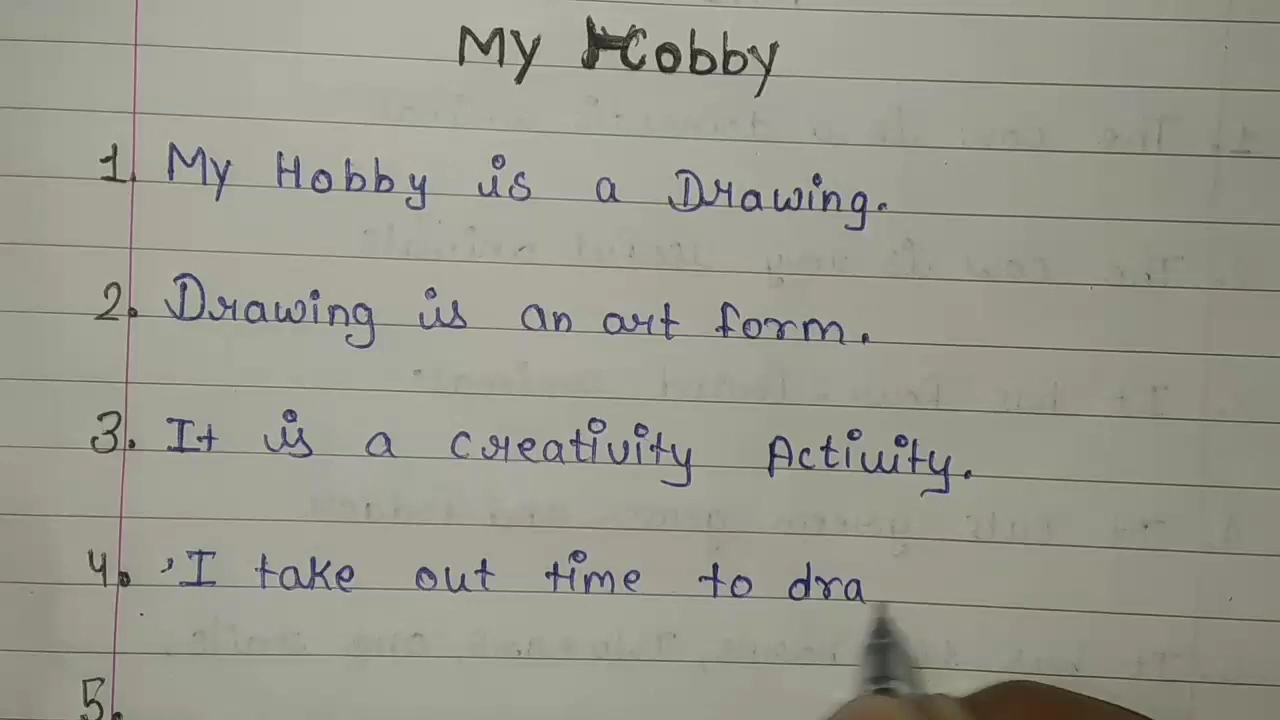 My Hobby
1. My Hobby is a Drawing.
2. Drawing is an art form.
3. It is a creativity Activity.
4. I take out time to dra
5.